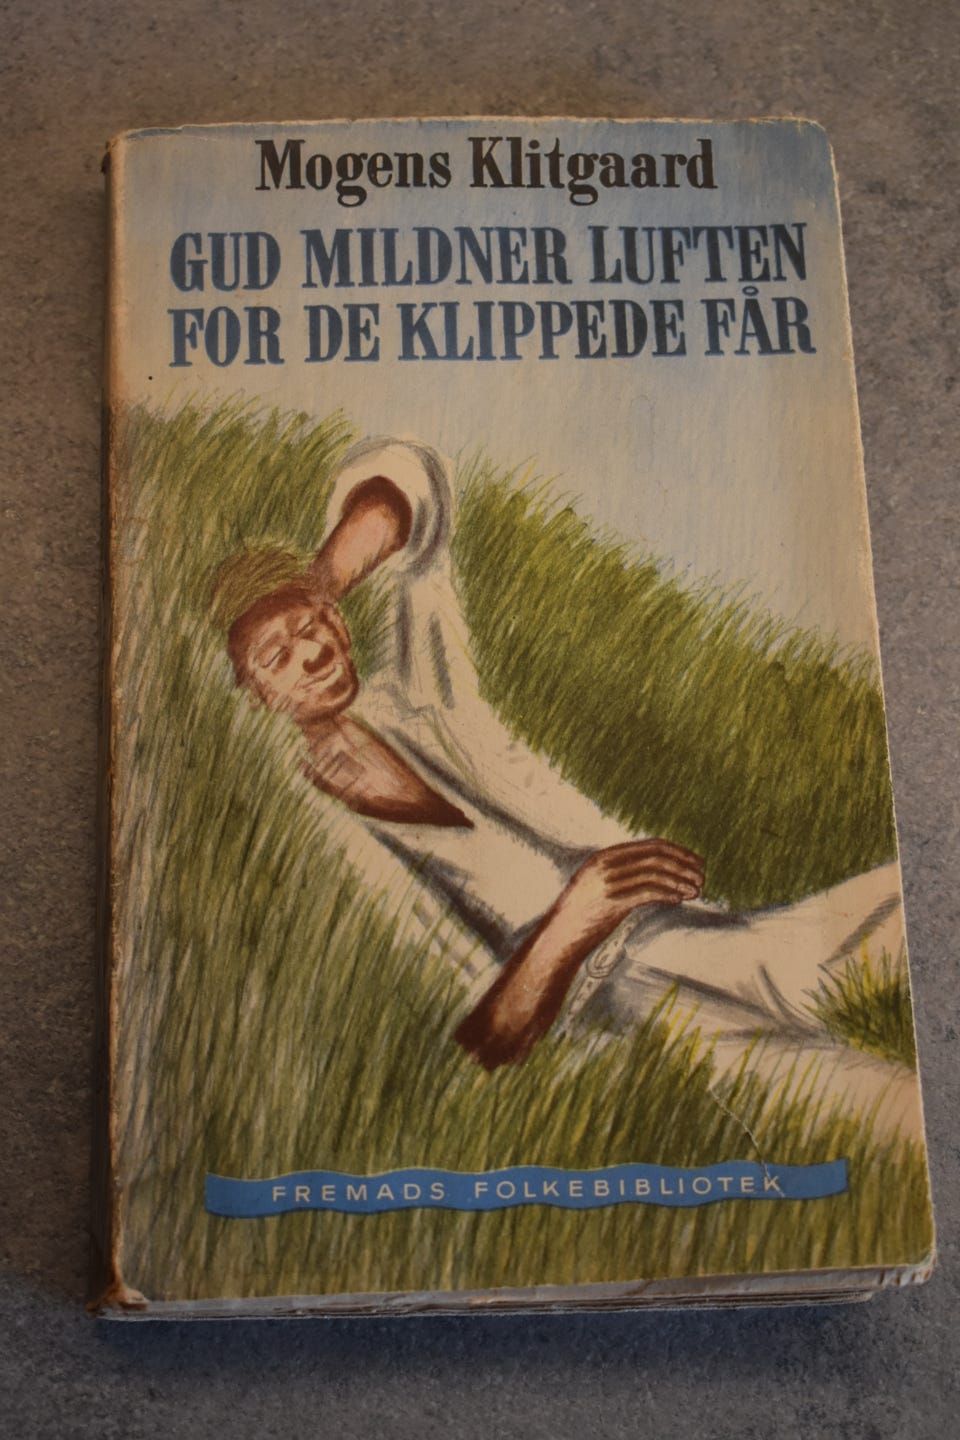 Mogens Klitgaard
GUD MILDNER LUFTEN
FOR DE KLIPPEDE FÅR
FREMADS FOLKEBIBLIOTEK